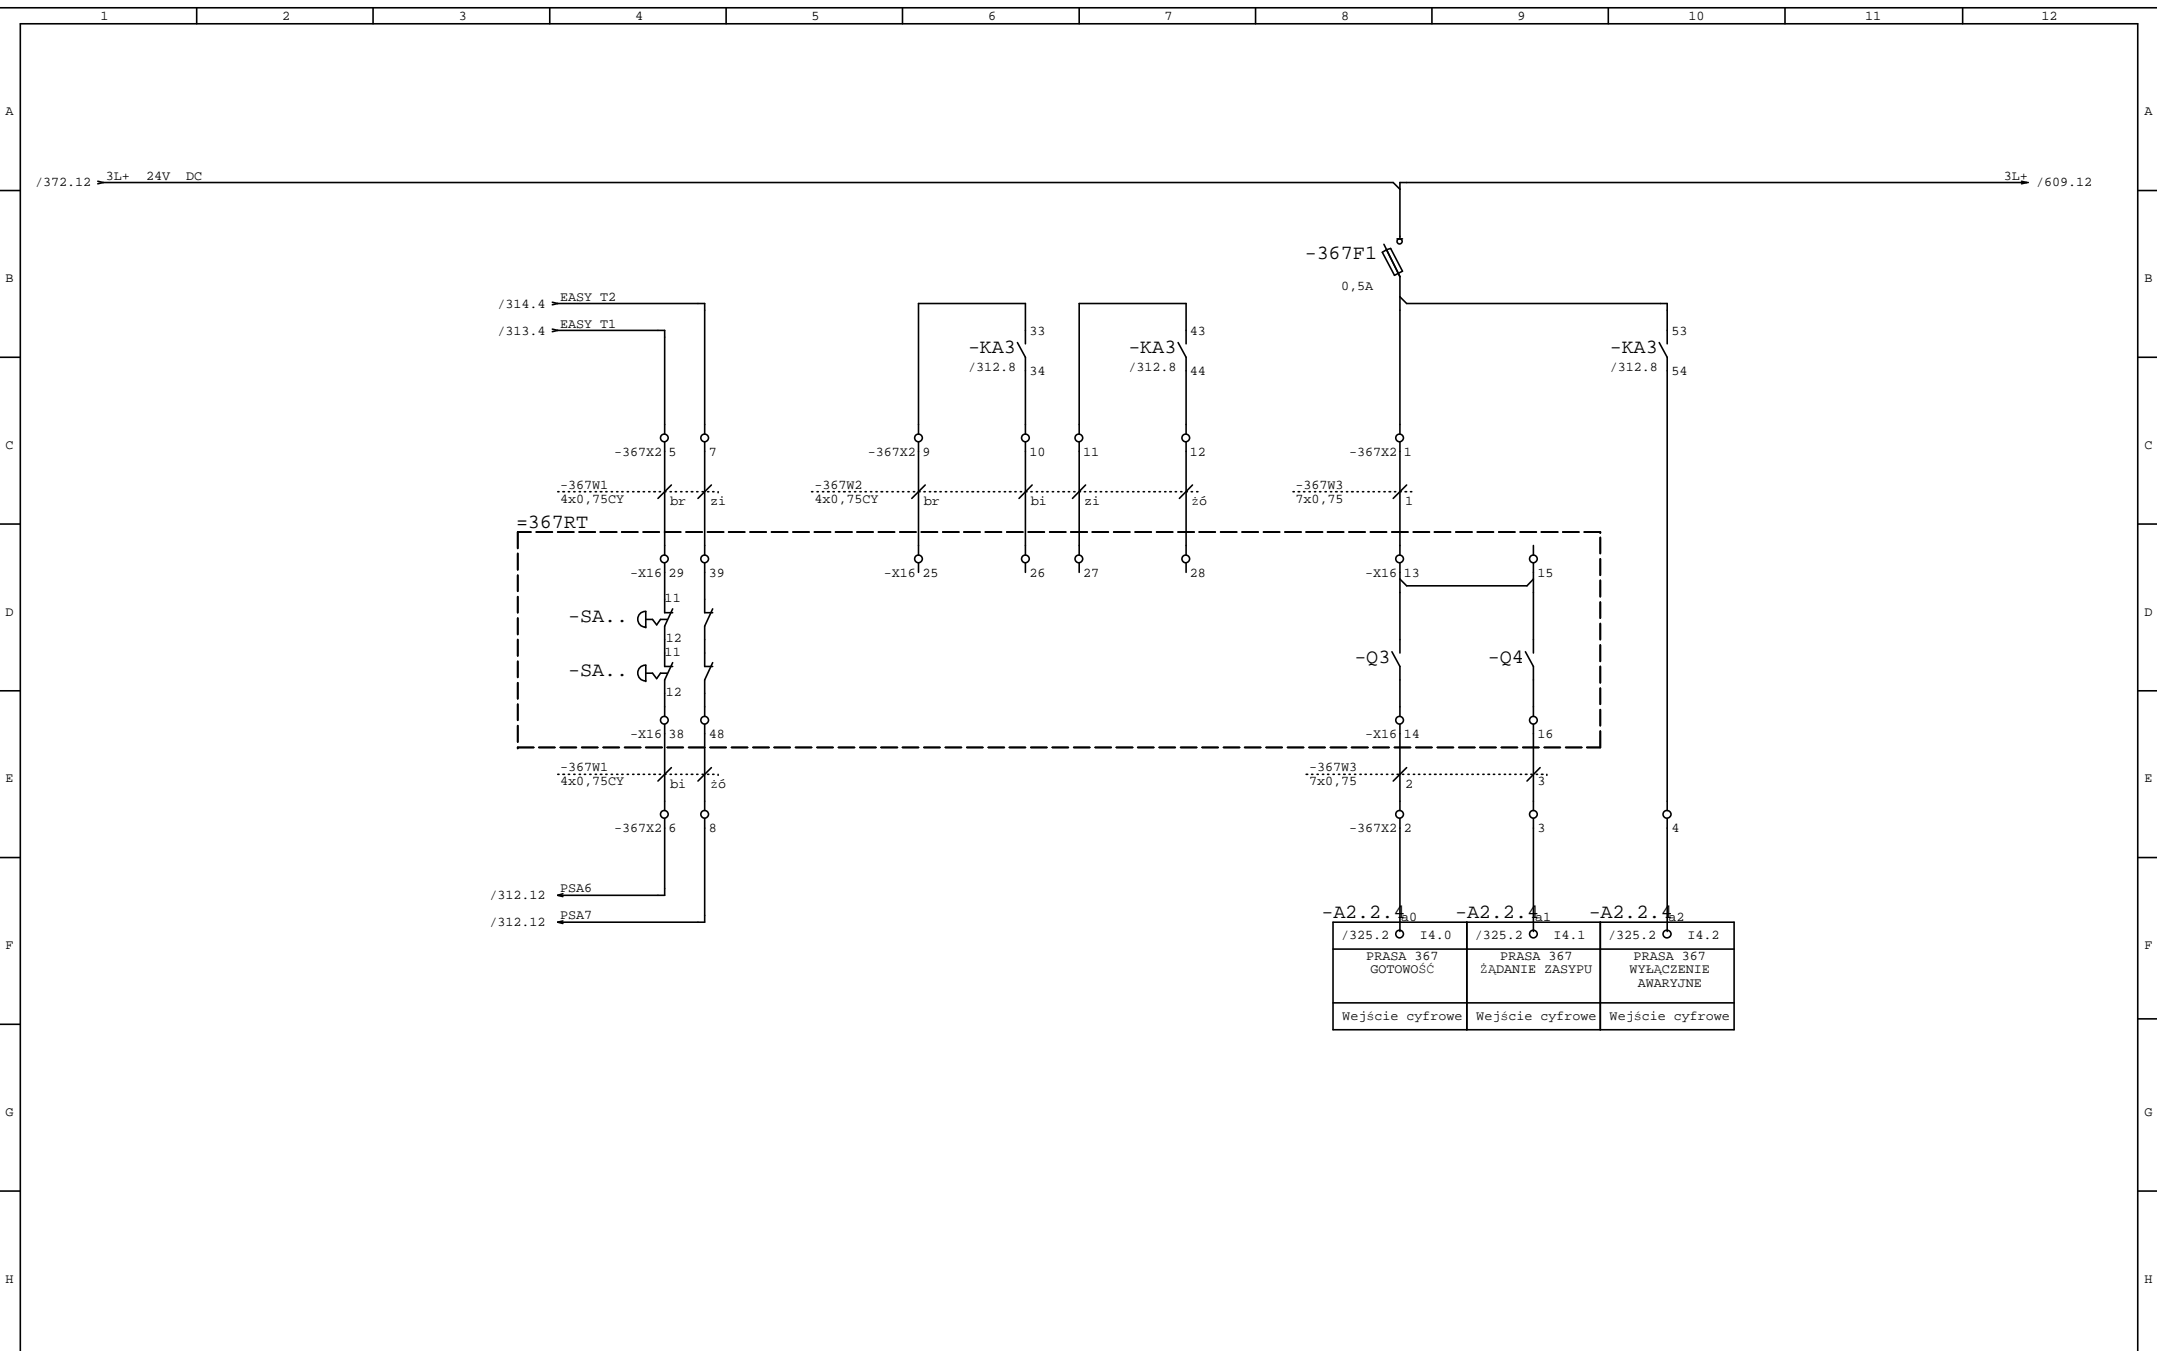 1 2 3 4 5 6 7 8 9 10 11 12
A A
/372.12 3L+ 24V DC 3L+ /609.12
-367F1
B B
0,5A
/314.4 EASY T2
/313.4 EASY T1
33 43 53
-KA3 -KA3 -KA3
/312.8 34 /312.8 44 /312.8 54
C C
-367X2 5 7 -367X2 9 10 11 12 -367X2 1
-367W1 -367W2 -367W3
4x0,75CY br zi 4x0,75CY br bi zi żó 7x0,75 1
=367RT
-X16 29 39 -X16 25 26 27 28 -X16 13 15
11
D D
-SA..
12
11
-Q3 -Q4
-SA..
12
-X16 38 48 -X16 14 16
-367W1 -367W3
E E
4x0,75CY bi żó 7x0,75 2 3
-367X2 6 8 -367X2 2 3 4
/312.12 PSA6
/312.12 PSA7
-A2.2.4 a0 -A2.2.4 a1 -A2.2.4 a2
/325.2 I4.0 /325.2 I4.1 /325.2 I4.2
F F
PRASA 367 PRASA 367 PRASA 367
GOTOWOŚĆ ŻĄDANIE ZASYPU WYŁĄCZENIE
AWARYJNE
Wejście cyfrowe Wejście cyfrowe Wejście cyfrowe
G G
H H